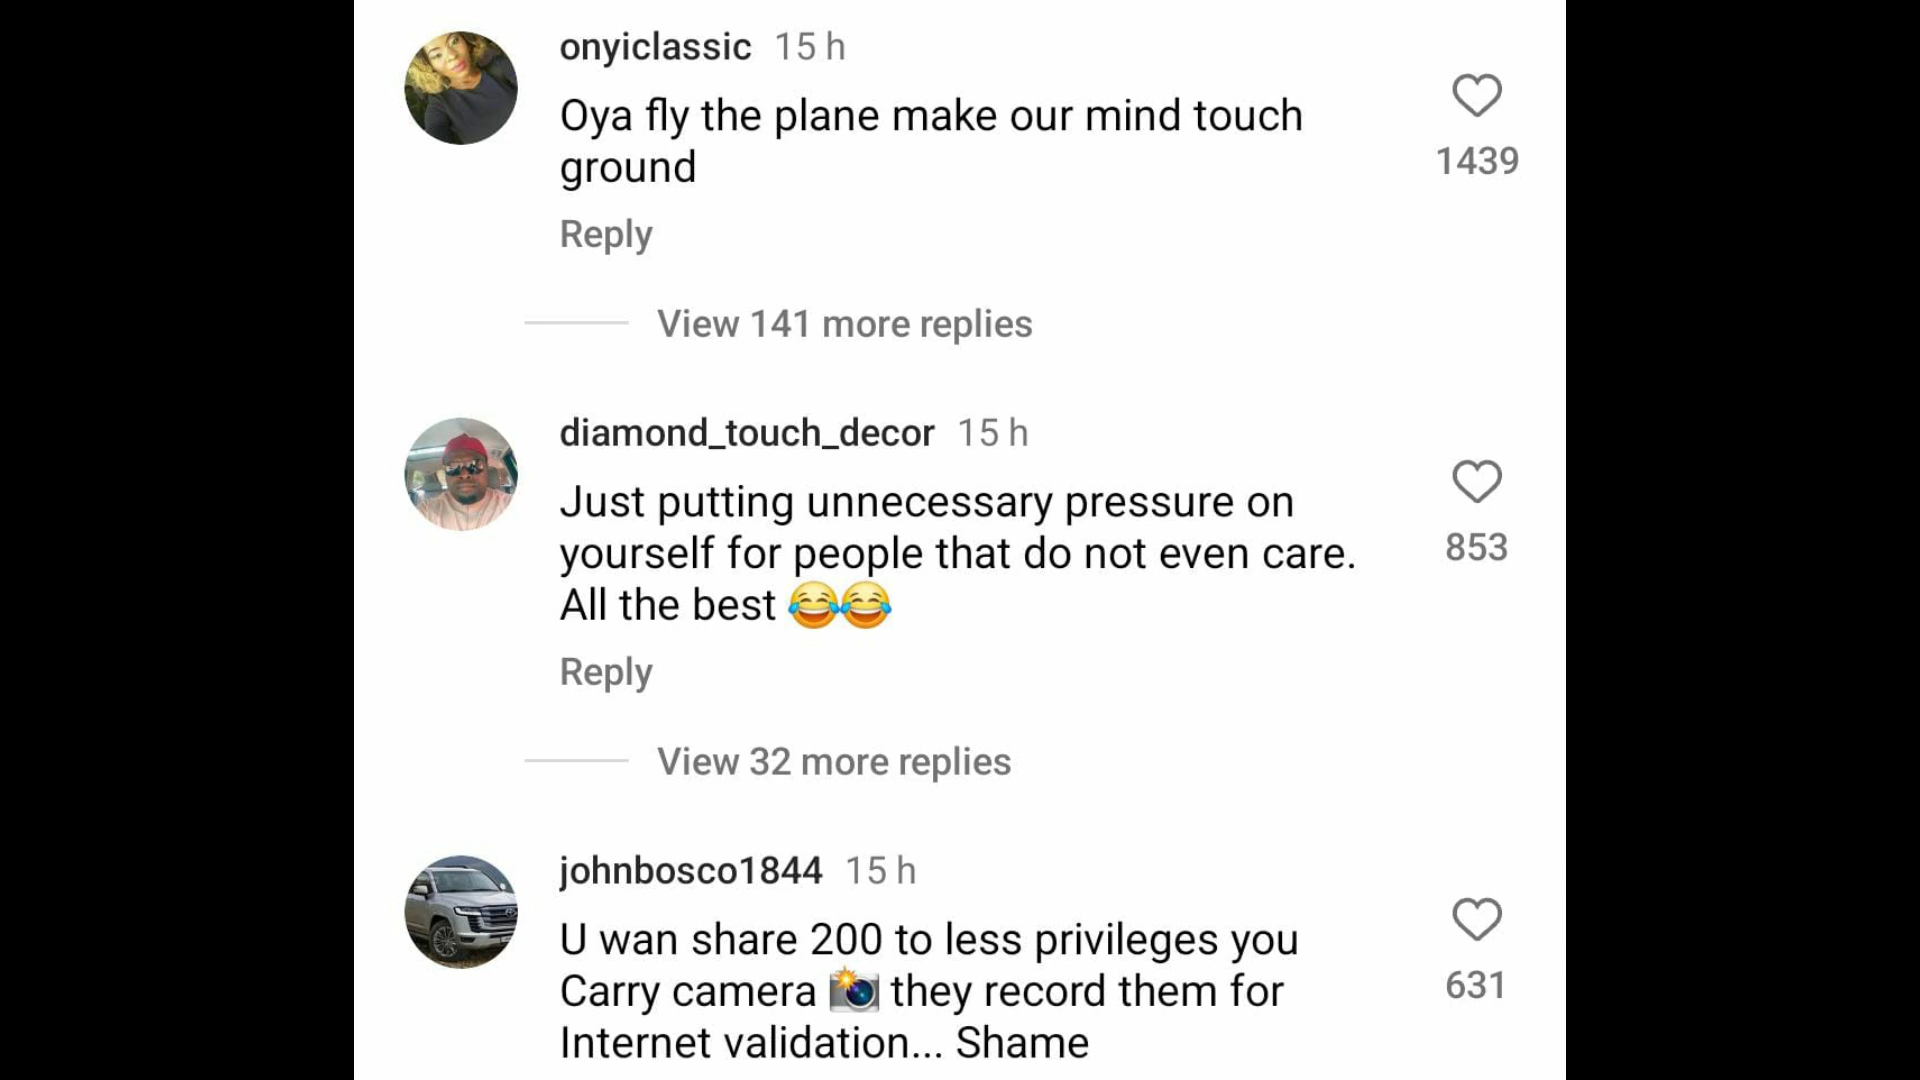 onyiclassic 15 h
Oya fly the plane make our mind touch
ground
1439
Reply
View 141 more replies
diamond_touch_decor 15 h
Just putting unnecessary pressure on
yourself for people that do not even care.
All the best 😂😂
853
Reply
View 32 more replies
johnbosco1844 15 h
U wan share 200 to less privileges you
Carry camera 📸 they record them for
Internet validation... Shame
631